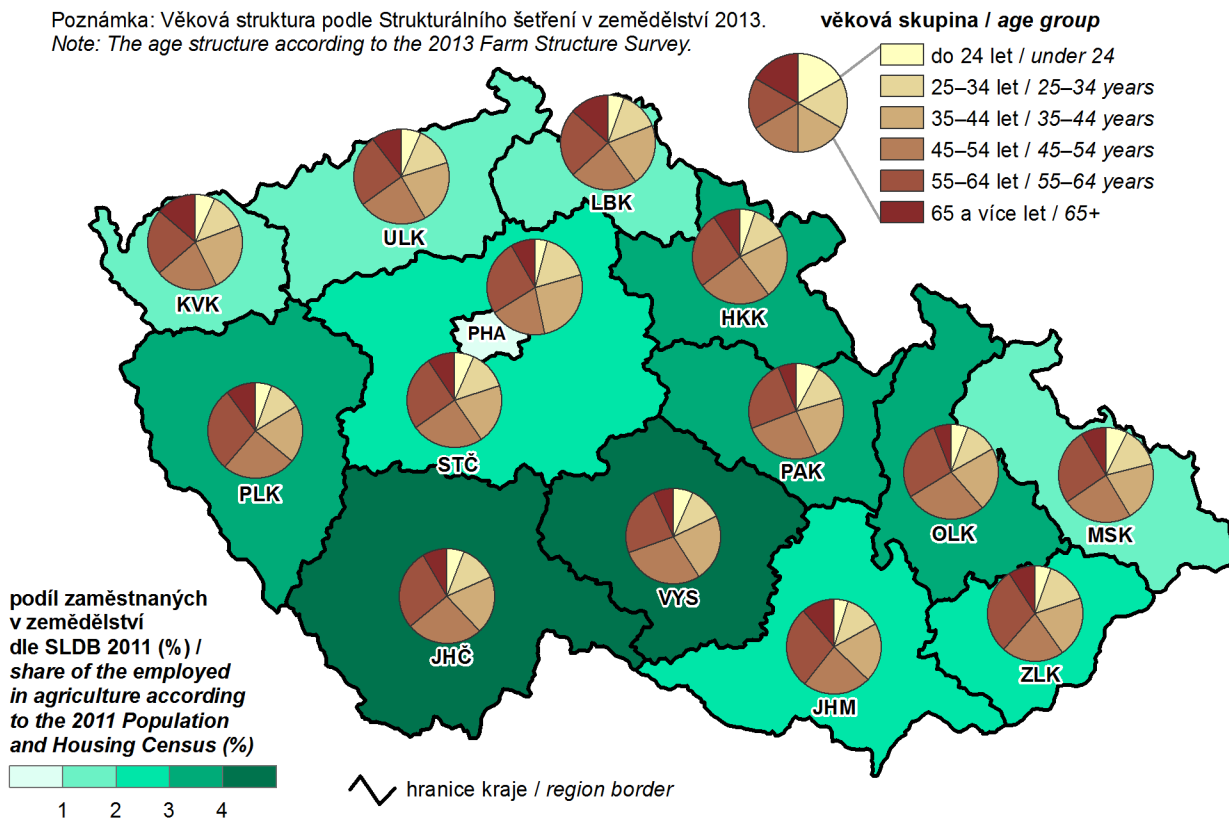 Poznámka: Věková struktura podle Strukturálního šetření v zemědělství 2013.
Note: The age structure according to the 2013 Farm Structure Survey.
věková skupina / age group
do 24 let / under 24
25–34 let / 25–34 years
35–44 let / 35–44 years
45–54 let / 45–54 years
55–64 let / 55–64 years
65 a více let / 65+
LBK
ULK
KVK
HKK
PHA
STČ
PAK
PLK
OLK
MSK
VYS
JHČ
ZLK
JHM
podíl zaměstnaných
v zemědělství
dle SLDB 2011 (%) /
share of the employed
in agriculture according
to the 2011 Population
and Housing Census (%)
1 2 3 4
hranice kraje / region border